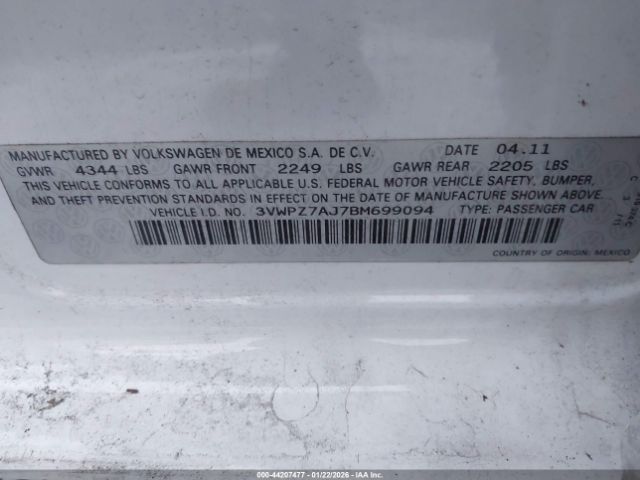 MANUFACTURED BY VOLKSWAGEN DE MEXICO S.A. DE C.V. DATE 04.11
GVWR 4344 LBS GAWR FRONT 2249 LBS GAWR REAR 2205 LBS
THIS VEHICLE CONFORMS TO ALL APPLICABLE U.S. FEDERAL MOTOR VEHICLE SAFETY, BUMPER,
AND THEFT PREVENTION STANDARDS IN EFFECT ON THE DATE OF MANUFACTURE SHOWN ABOVE.
VEHICLE I.D. NO. 3VWPZ7AJ7BM699094 TYPE: PASSENGER CAR
COUNTRY OF ORIGIN: MEXICO
000-44207477 - 01/22/2026 - COPYRIGHT IAA, LLC.